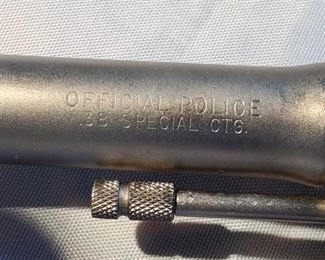 OFFICIAL POLICE
.38 SPECIAL CTG.